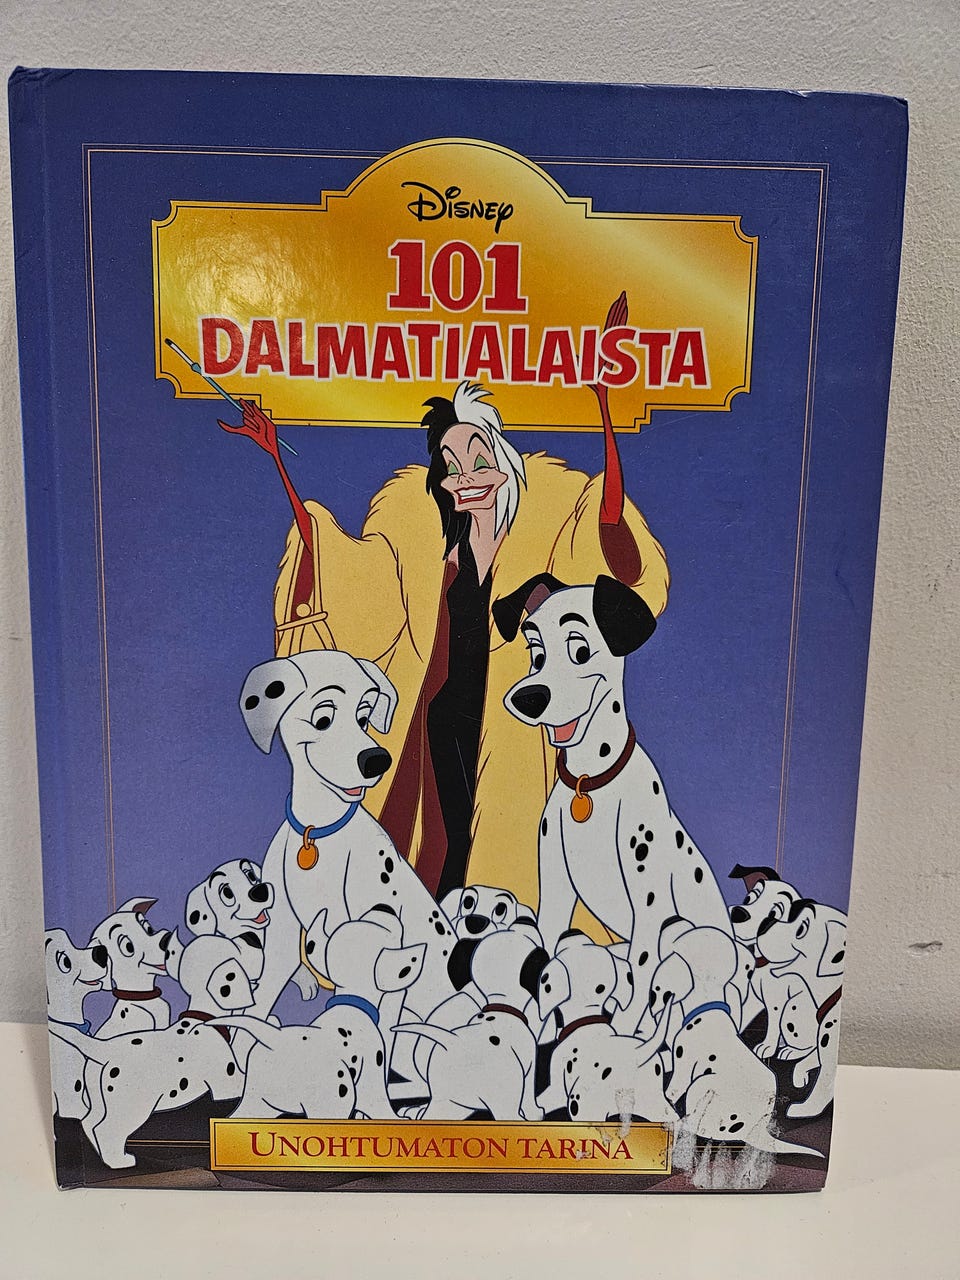 Disney
101
DALMATIALAISTA
UNOHTUMATON TARINA